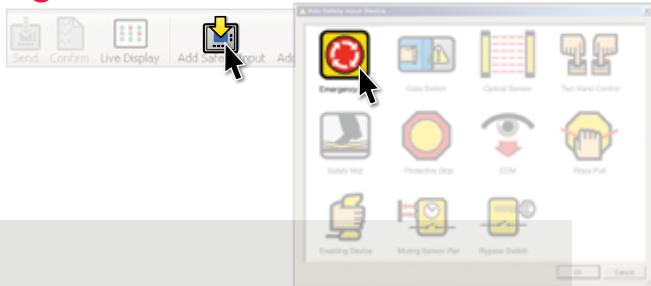 Add Safety Input Device
Send Confirm Live Display Add Safety Input Ad
Emergency Gate Switch Optical Sensor Two Hand Control
Safety Mat Protective Stop EDM Rope Pull
Enabling Device Muting Sensor Pair Bypass Switch
OK Cancel